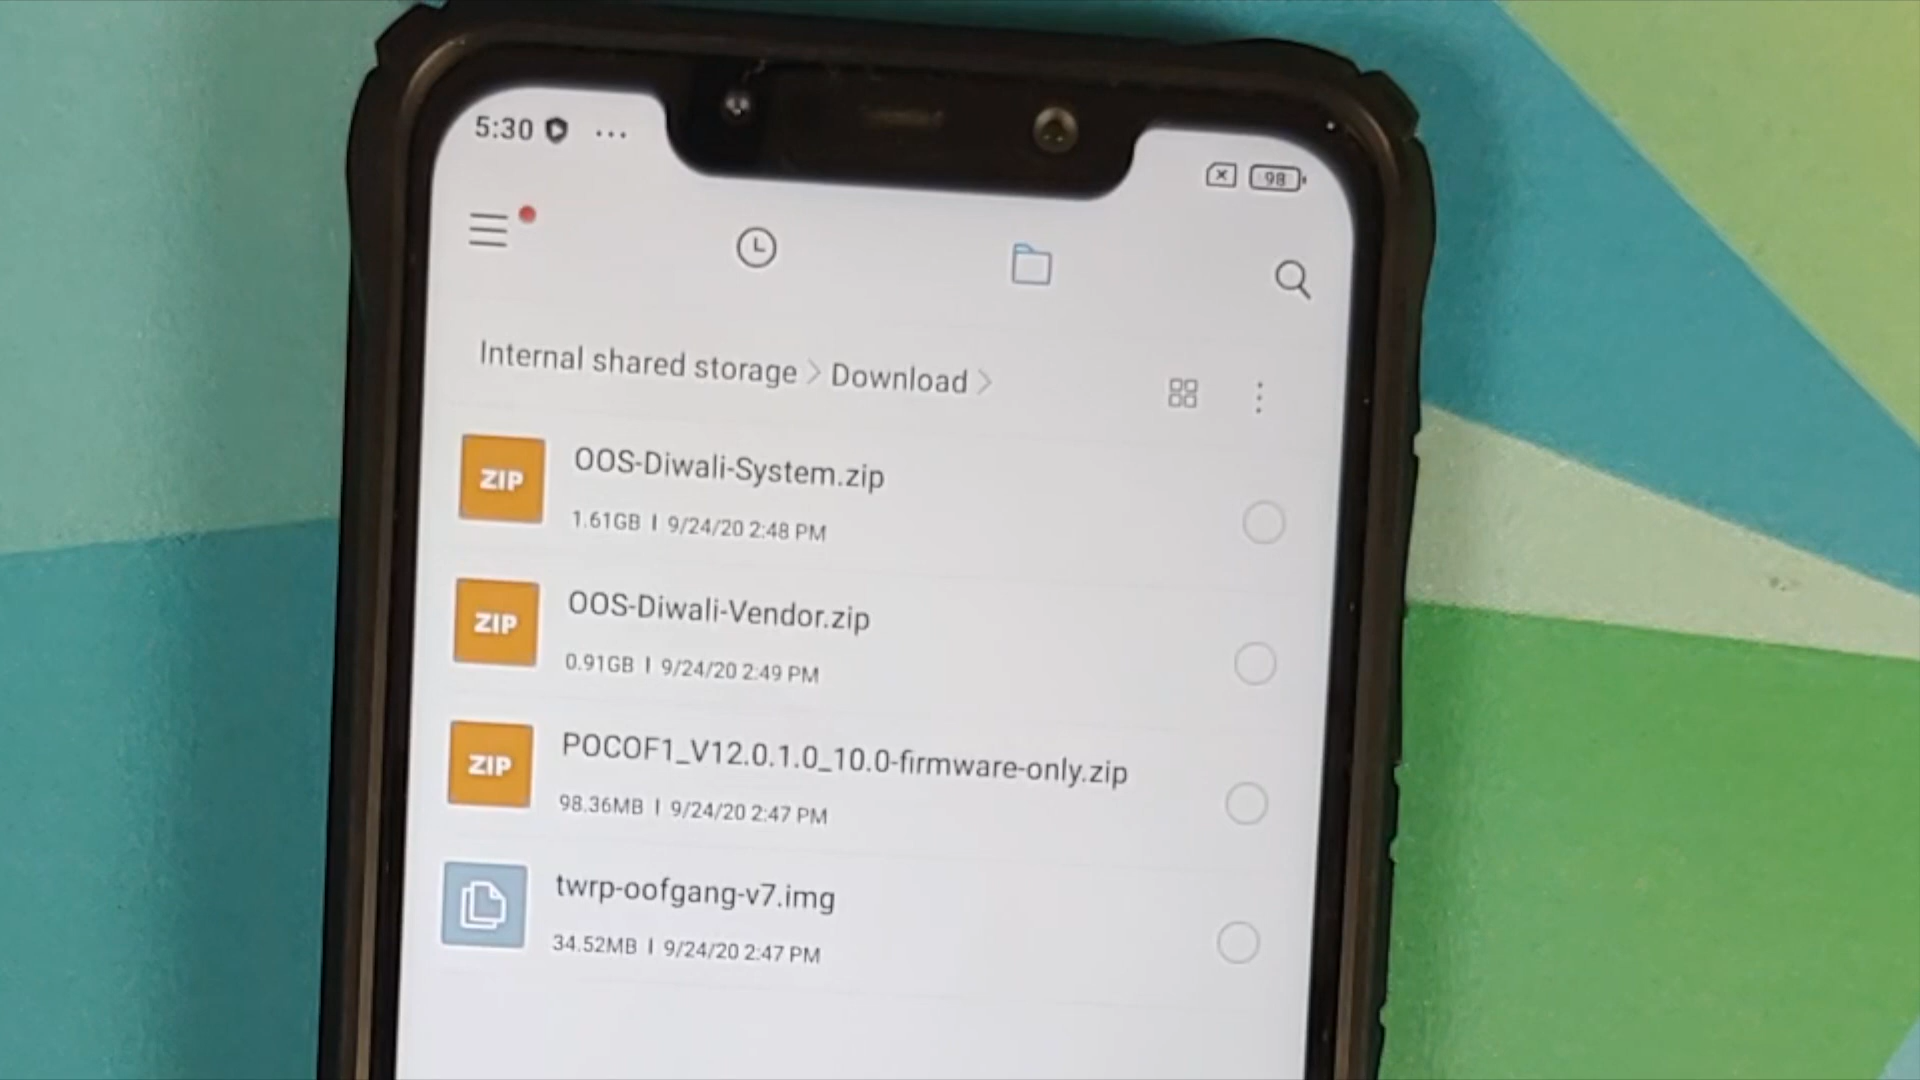 5:30
98
Internal shared storage > Download >
ZIP
OOS-Diwali-System.zip
1.61GB | 9/24/20 2:48 PM
ZIP
OOS-Diwali-Vendor.zip
0.91GB | 9/24/20 2:49 PM
ZIP
POCOF1_V12.0.1.0_10.0-firmware-only.zip
98.36MB | 9/24/20 2:47 PM
twrp-oofgang-v7.img
34.52MB | 9/24/20 2:47 PM